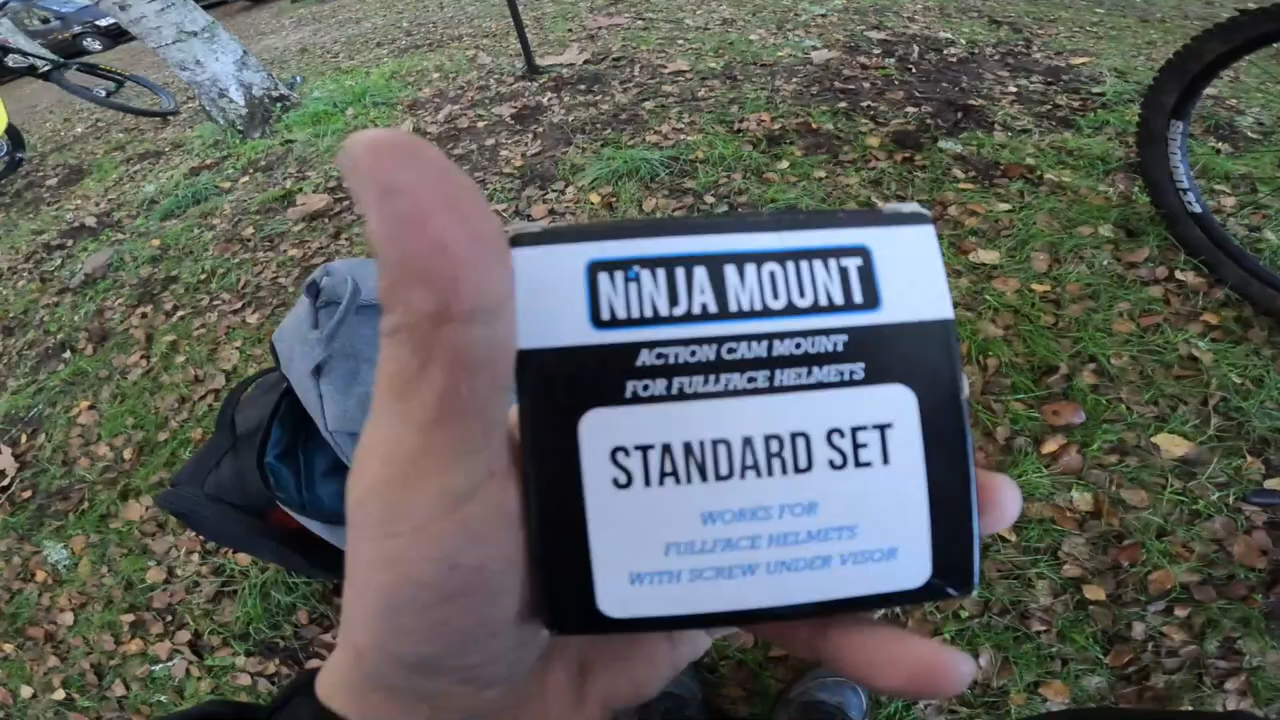 NiNJA MOUNT
ACTION CAM MOUNT
FOR FULLFACE HELMETS
STANDARD SET
WORKS FOR
FULLFACE HELMETS
WITH SCREW UNDER VISOR